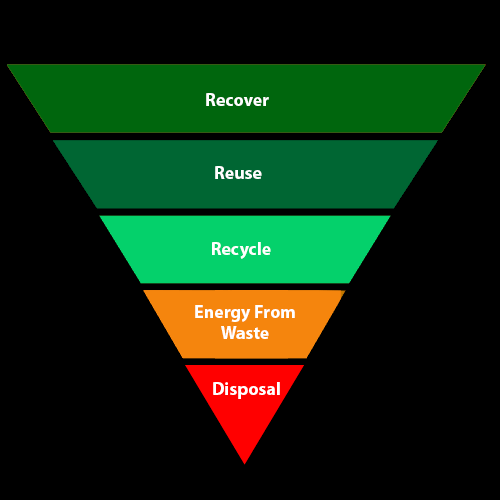 Recover
Reuse
Recycle
Energy From
Waste
Disposal